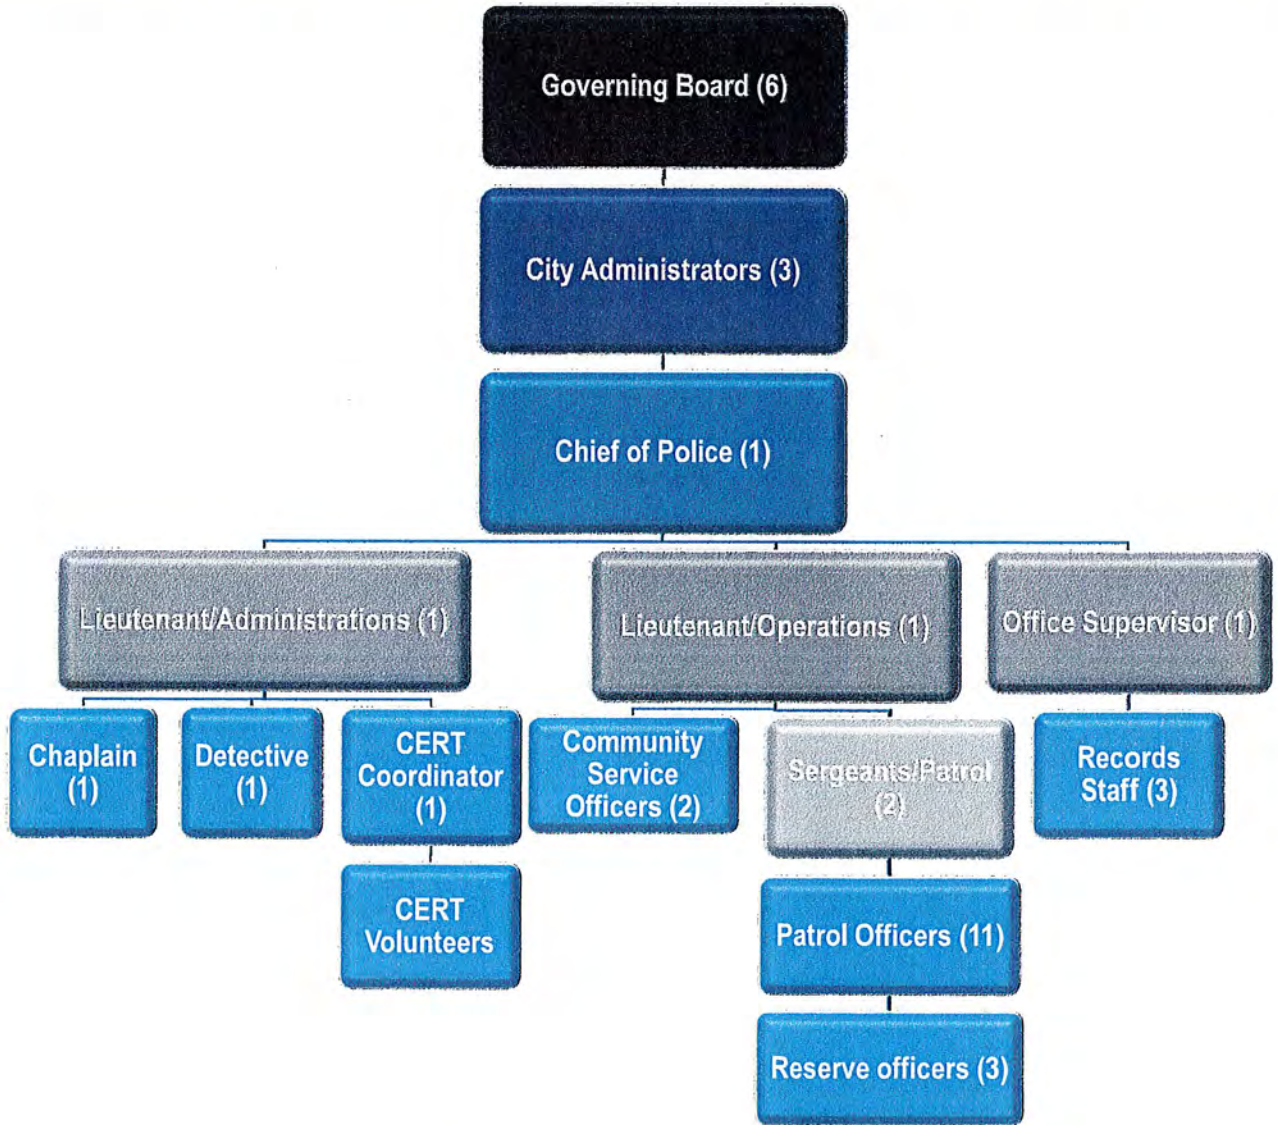 Governing Board (6)
City Administrators (3)
Chief of Police (1)
Lieutenant/Administrations (1)
Lieutenant/Operations (1)
Office Supervisor (1)
Chaplain
(1)
Detective
(1)
CERT
Coordinator
(1)
Community
Service
Officers (2)
Sergeants/Patrol
(2)
Records
Staff (3)
CERT
Volunteers
Patrol Officers (11)
Reserve officers (3)